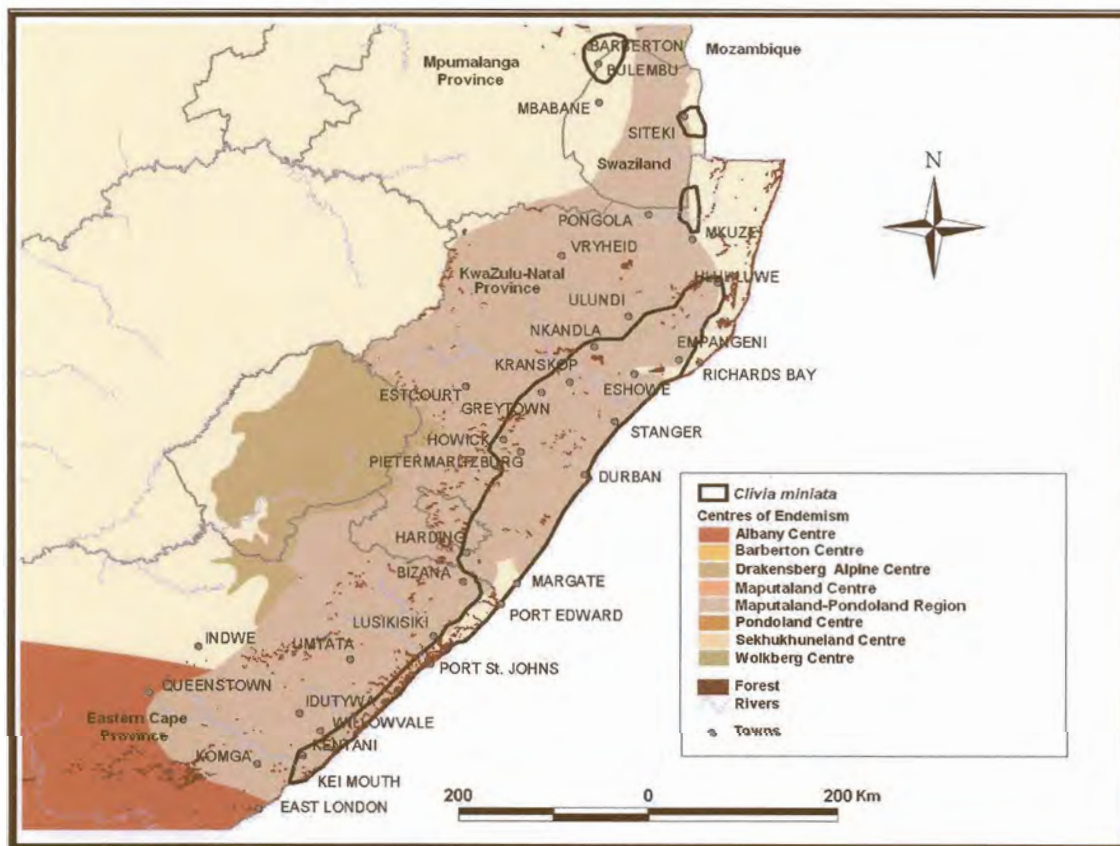 BARBERTON
Mozambique
Mpumalanga
Province
BULEMBU
MBABANE
SITEKI
Swaziland
N
PONGOLA
MKUZE
VRYHEID
KwaZulu-Natal
Province
HLUHLUWE
ULUNDI
NKANDLA
EMPANGENI
KRANSKOP
RICHARDS BAY
ESHOWE
ESTCOURT
GREYTOWN
STANGER
HOWICK
PIETERMARITZBURG
DURBAN
HARDING
BIZANA
MARGATE
PORT EDWARD
LUSIKISIKI
INDWE
UMTATA
PORT St. JOHNS
QUEENSTOWN
IDUTYWA
Eastern Cape
Province
WILLOWVALE
KENTANI
KOMGA
KEI MOUTH
EAST LONDON
200 0 200 Km
Clivia miniata
Centres of Endemism
Albany Centre
Barberton Centre
Drakensberg Alpine Centre
Maputaland Centre
Maputaland-Pondoland Region
Pondoland Centre
Sekhukhuneland Centre
Wolkberg Centre
Forest
Rivers
Towns